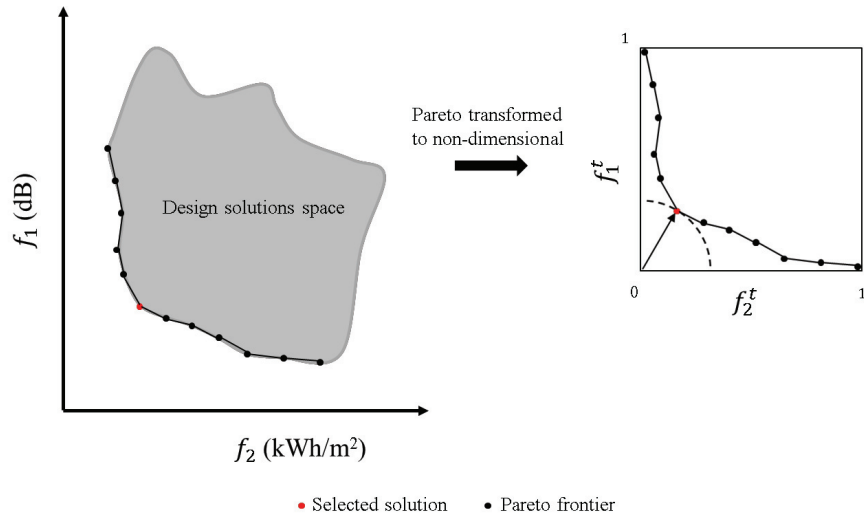 f₁ (dB)
Design solutions space
f₂ (kWh/m²)
Pareto transformed
to non-dimensional
1
f₁ᵗ
0
f₂ᵗ
1
Selected solution
Pareto frontier